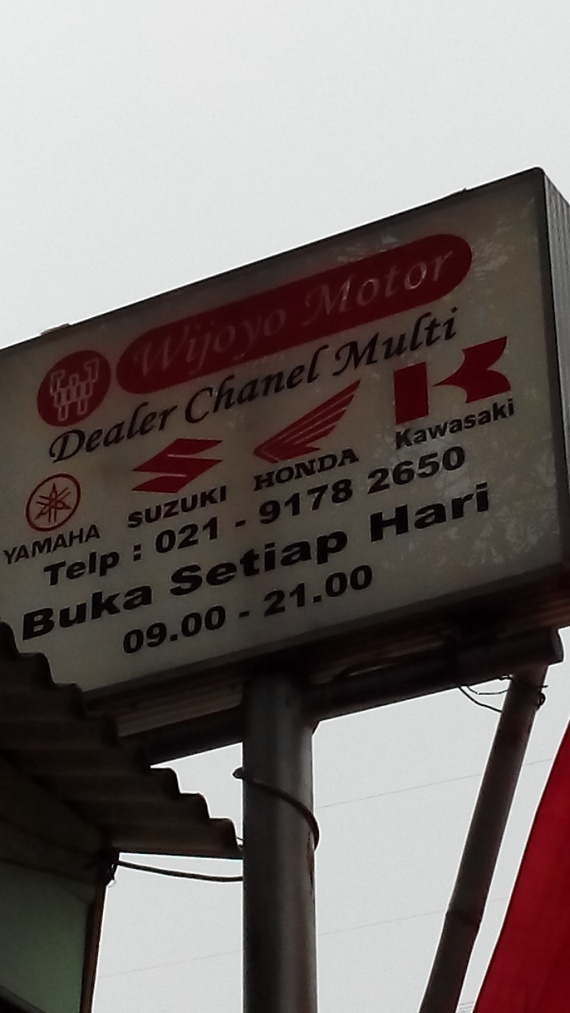 W Wijoyo Motor
Dealer Chanel Multi
YAMAHA SUZUKI HONDA Kawasaki
Telp : 021 - 9178 2650
Buka Setiap Hari
09.00 - 21.00